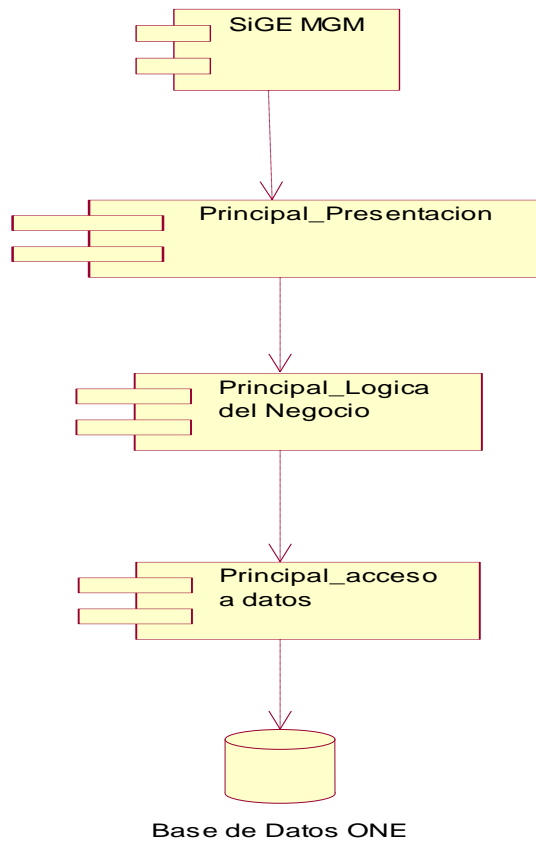 SiGE MGM
Principal_Presentacion
Principal_Logica
del Negocio
Principal_acceso
a datos
Base de Datos ONE